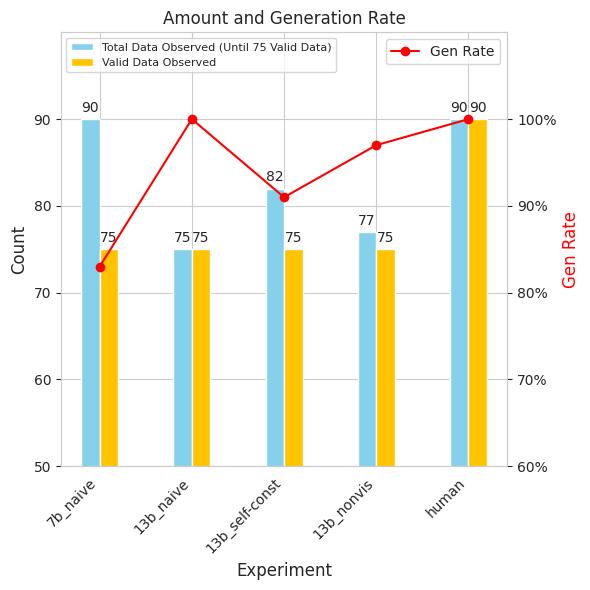 Amount and Generation Rate
Total Data Observed (Until 75 Valid Data)
Valid Data Observed
Gen Rate
90
75
75 75
82
75
77
75
90 90
90
80
70
60
50
Count
100%
90%
80%
70%
60%
Gen Rate
7b_naive
13b_naive
13b_self-const
13b_nonvis
human
Experiment